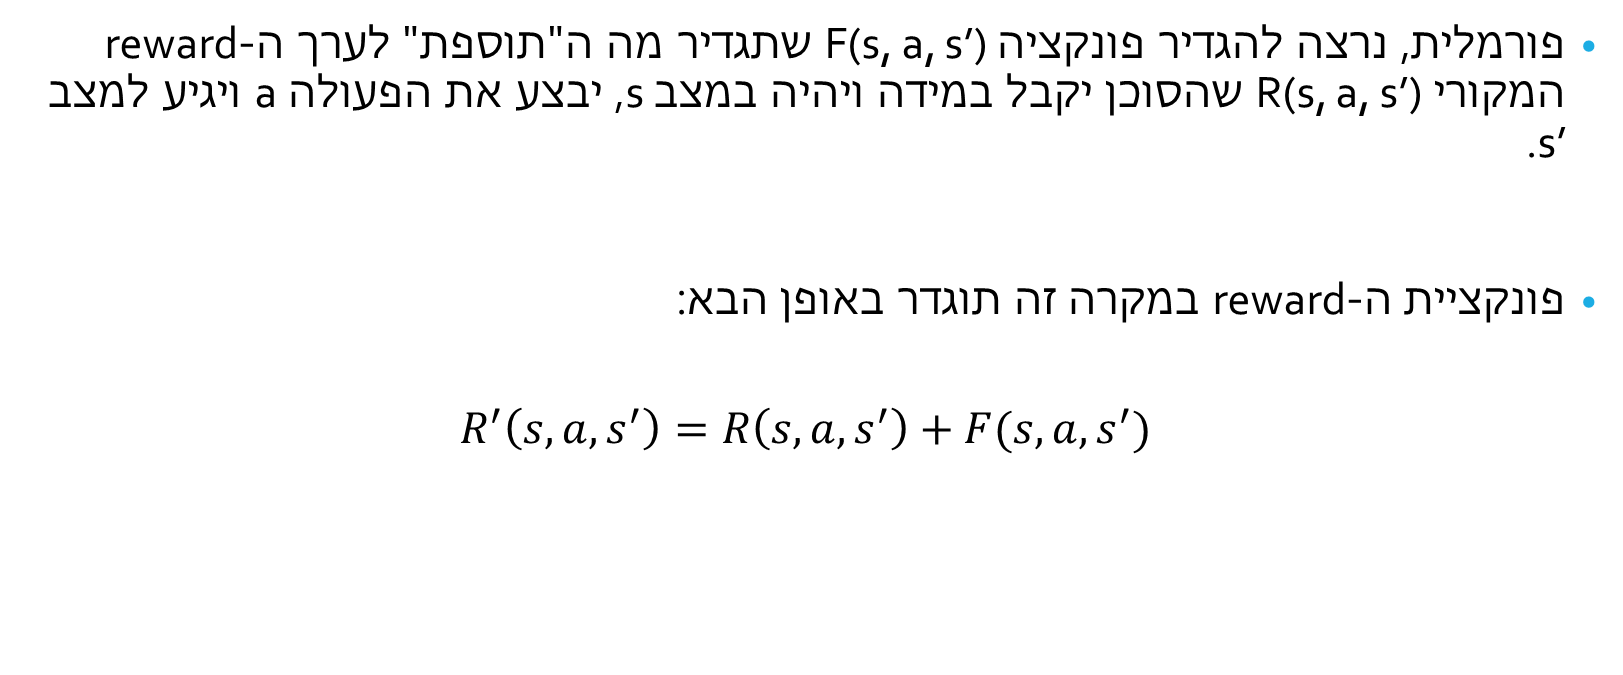 • פורמלית, נרצה להגדיר פונקציה F(s, a, s′) שתגדיר מה ה"תוספת" לערך ה-reward
המקורי R(s, a, s′) שהסוכן יקבל במידה ויהיה במצב s, יבצע את הפעולה a ויגיע למצב
s′.
• פונקציית ה-reward במקרה זה תוגדר באופן הבא:
R′(s, a, s′) = R(s, a, s′) + F(s, a, s′)